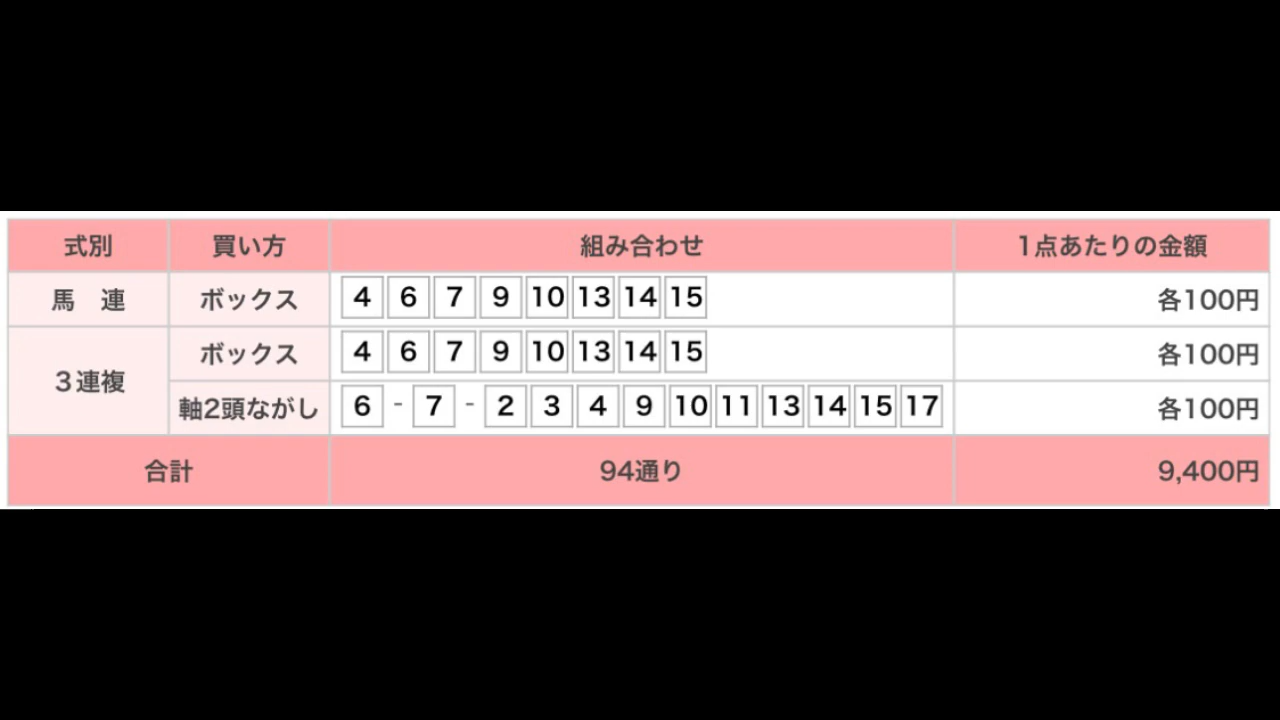 式別 買い方 組み合わせ 1点あたりの金額
馬　連 ボックス 4 6 7 9 10 13 14 15 各100円
３連複 ボックス 4 6 7 9 10 13 14 15 各100円
軸2頭ながし 6 - 7 - 2 3 4 9 10 11 13 14 15 17 各100円
合計 94通り 9,400円